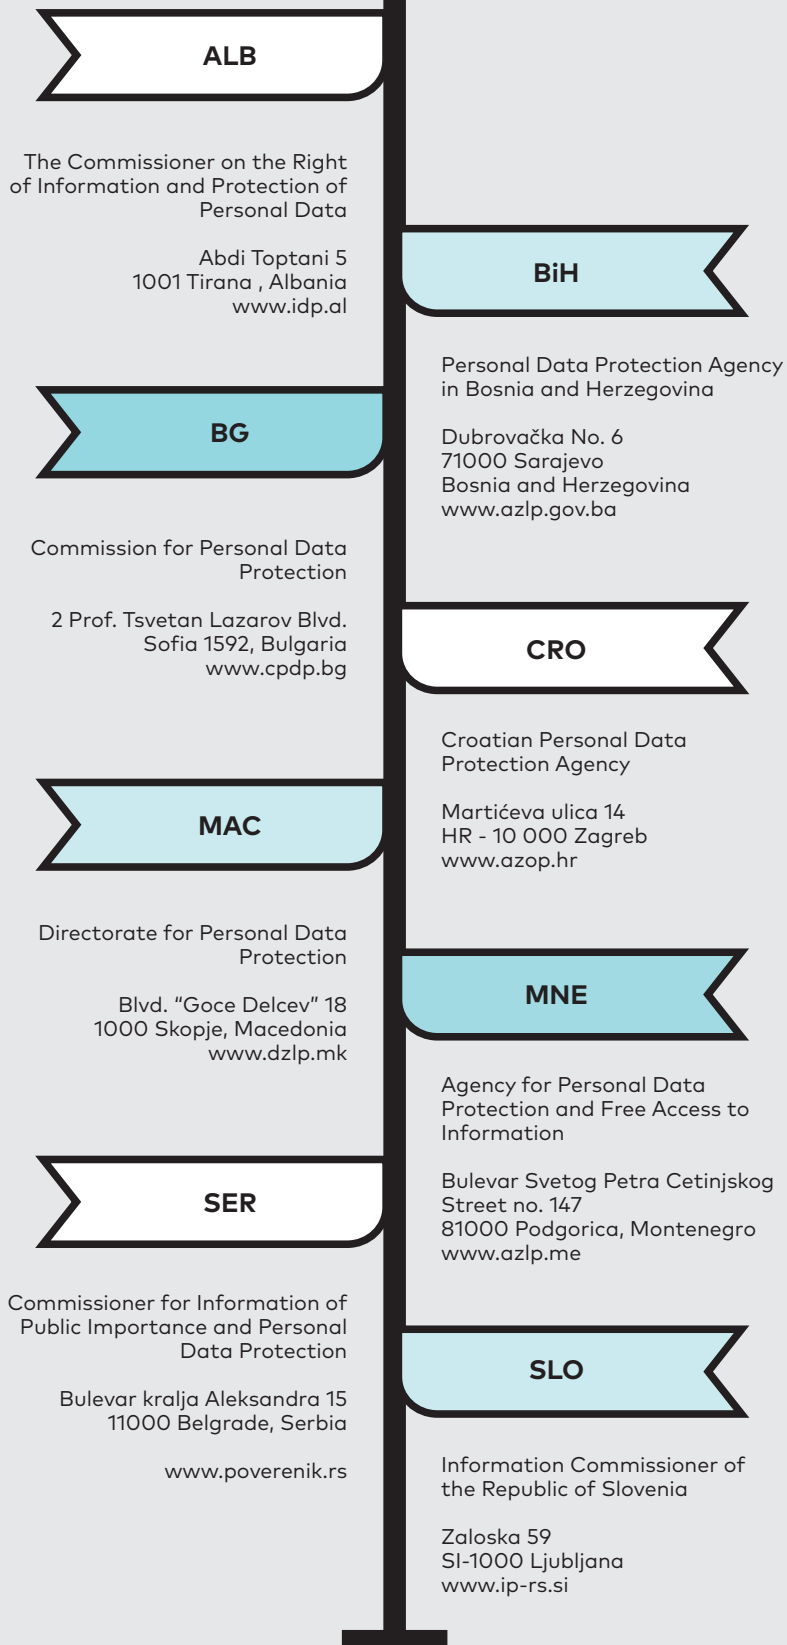 ALB
The Commissioner on the Right
of Information and Protection of
Personal Data
Abdi Toptani 5
1001 Tirana , Albania
www.idp.al
BiH
Personal Data Protection Agency
in Bosnia and Herzegovina
Dubrovačka No. 6
71000 Sarajevo
Bosnia and Herzegovina
www.azlp.gov.ba
BG
Commission for Personal Data
Protection
2 Prof. Tsvetan Lazarov Blvd.
Sofia 1592, Bulgaria
www.cpdp.bg
CRO
Croatian Personal Data
Protection Agency
Martićeva ulica 14
HR - 10 000 Zagreb
www.azop.hr
MAC
Directorate for Personal Data
Protection
Blvd. “Goce Delcev” 18
1000 Skopje, Macedonia
www.dzlp.mk
MNE
Agency for Personal Data
Protection and Free Access to
Information
Bulevar Svetog Petra Cetinjskog
Street no. 147
81000 Podgorica, Montenegro
www.azlp.me
SER
Commissioner for Information of
Public Importance and Personal
Data Protection
Bulevar kralja Aleksandra 15
11000 Belgrade, Serbia
www.poverenik.rs
SLO
Information Commissioner of
the Republic of Slovenia
Zaloska 59
SI-1000 Ljubljana
www.ip-rs.si